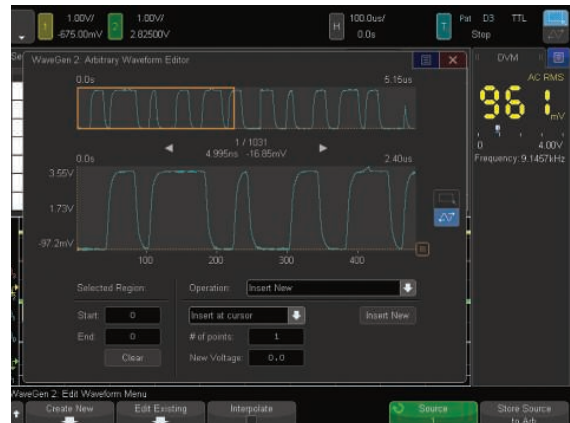 1 1.00V/ 2 1.00V/ H 100.0us/ T Pat D3 TTL
-675.00mV 2.82500V 0.0s Stop
WaveGen 2: Arbitrary Waveform Editor
DVM
0.0s 5.15us
AC RMS
961 mV
1 / 1031
4.995ns -16.85mV
0 4.00V
Frequency: 9.1457kHz
0.0s 2.40us
3.55V
1.73V
-97.2mV
100 200 300 400
Selected Region: Operation: Insert New
Start: 0 Insert at cursor Insert New
End: 0 # of points: 1
Clear New Voltage: 0.0
WaveGen 2: Edit Waveform Menu
Create New Edit Existing Interpolate Source Store Source
1 to Arb